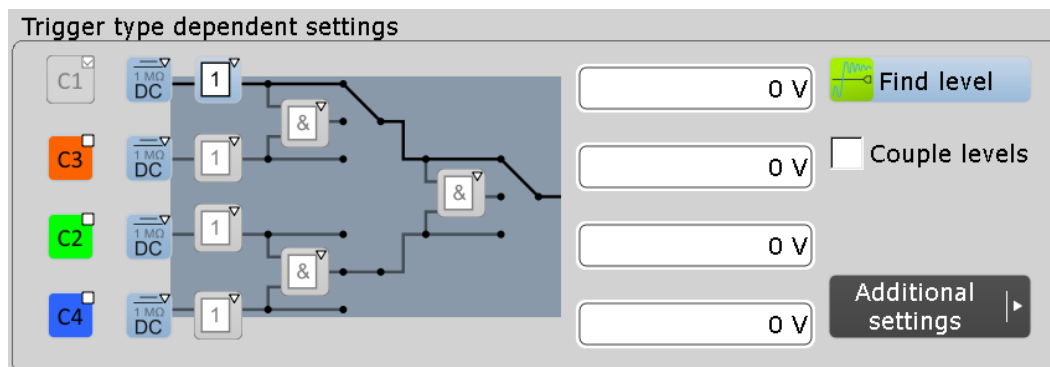 Trigger type dependent settings
C1 1 MΩ DC 1 0 V Find level
&
C3 1 MΩ DC 1 0 V Couple levels
&
C2 1 MΩ DC 1 0 V
&
C4 1 MΩ DC 1 0 V Additional settings